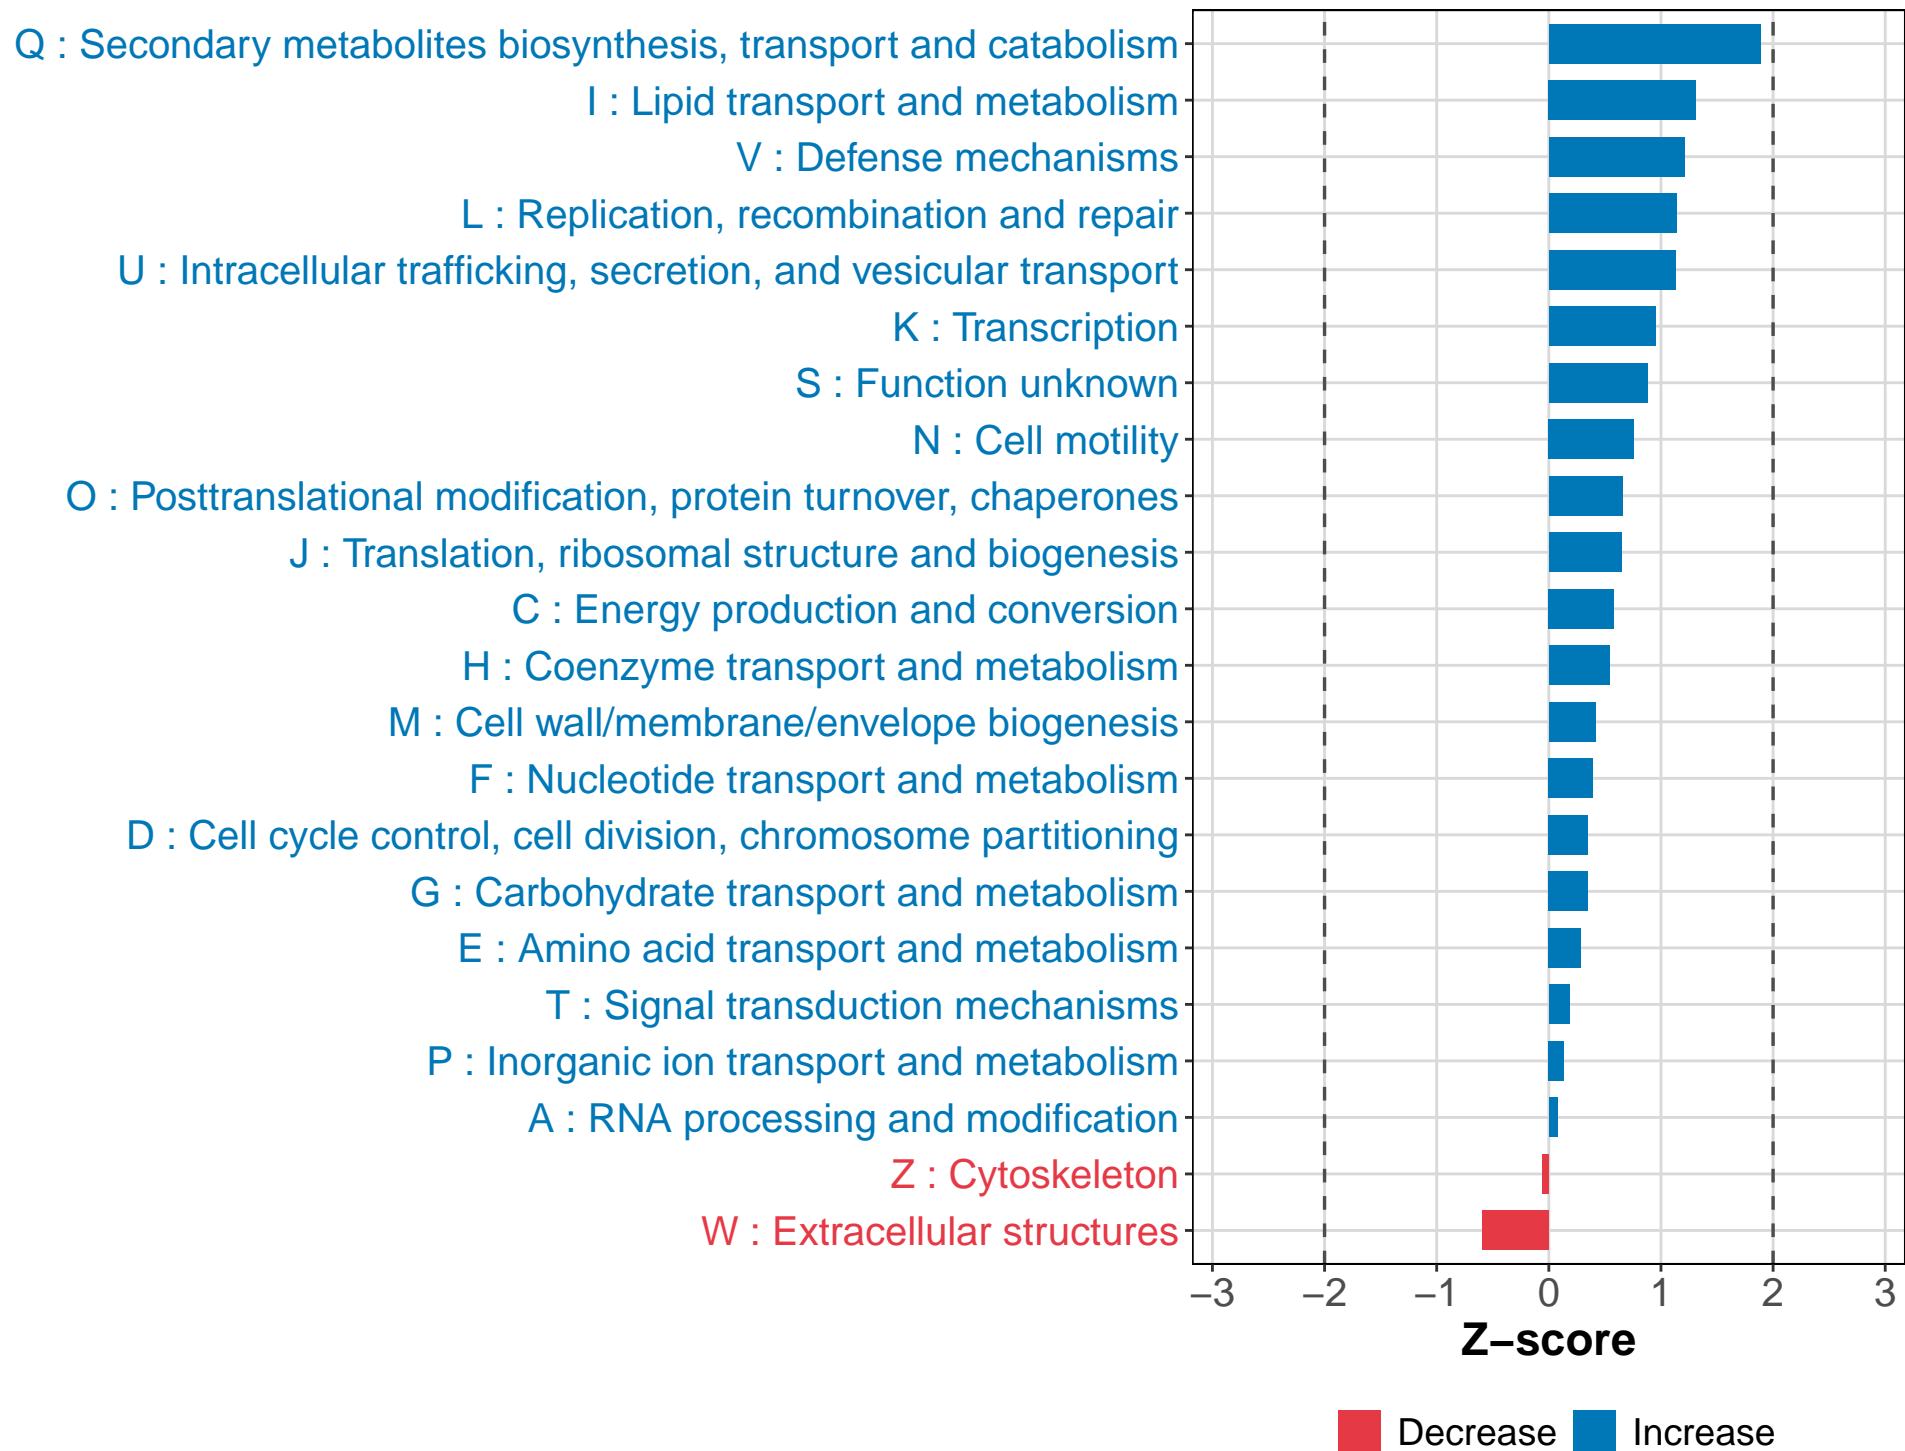 Q : Secondary metabolites biosynthesis, transport and catabolism
I : Lipid transport and metabolism
V : Defense mechanisms
L : Replication, recombination and repair
U : Intracellular trafficking, secretion, and vesicular transport
K : Transcription
S : Function unknown
N : Cell motility
O : Posttranslational modification, protein turnover, chaperones
J : Translation, ribosomal structure and biogenesis
C : Energy production and conversion
H : Coenzyme transport and metabolism
M : Cell wall/membrane/envelope biogenesis
F : Nucleotide transport and metabolism
D : Cell cycle control, cell division, chromosome partitioning
G : Carbohydrate transport and metabolism
E : Amino acid transport and metabolism
T : Signal transduction mechanisms
P : Inorganic ion transport and metabolism
A : RNA processing and modification
Z : Cytoskeleton
W : Extracellular structures
−3 −2 −1 0 1 2 3
Z−score
Decrease Increase